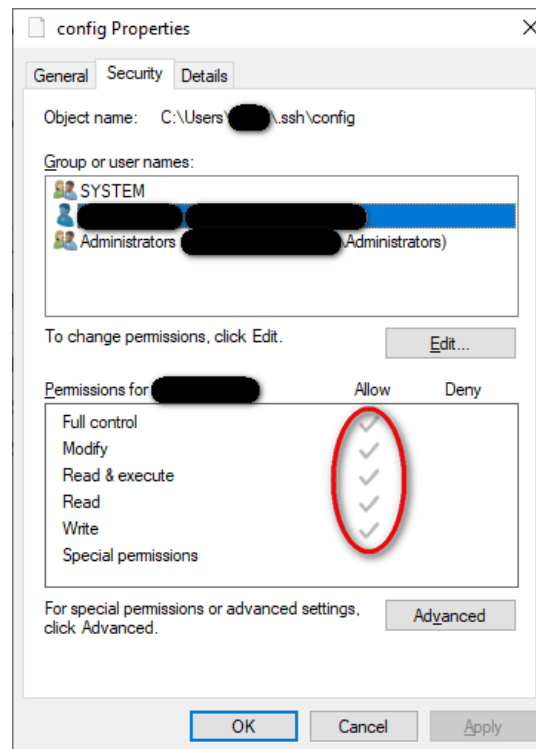 config Properties
General Security Details
Object name: C:\Users\ \.ssh\config
Group or user names:
SYSTEM
Administrators \Administrators)
To change permissions, click Edit.
Edit...
Permissions for Allow Deny
Full control
Modify
Read & execute
Read
Write
Special permissions
For special permissions or advanced settings,
click Advanced.
Advanced
OK Cancel Apply